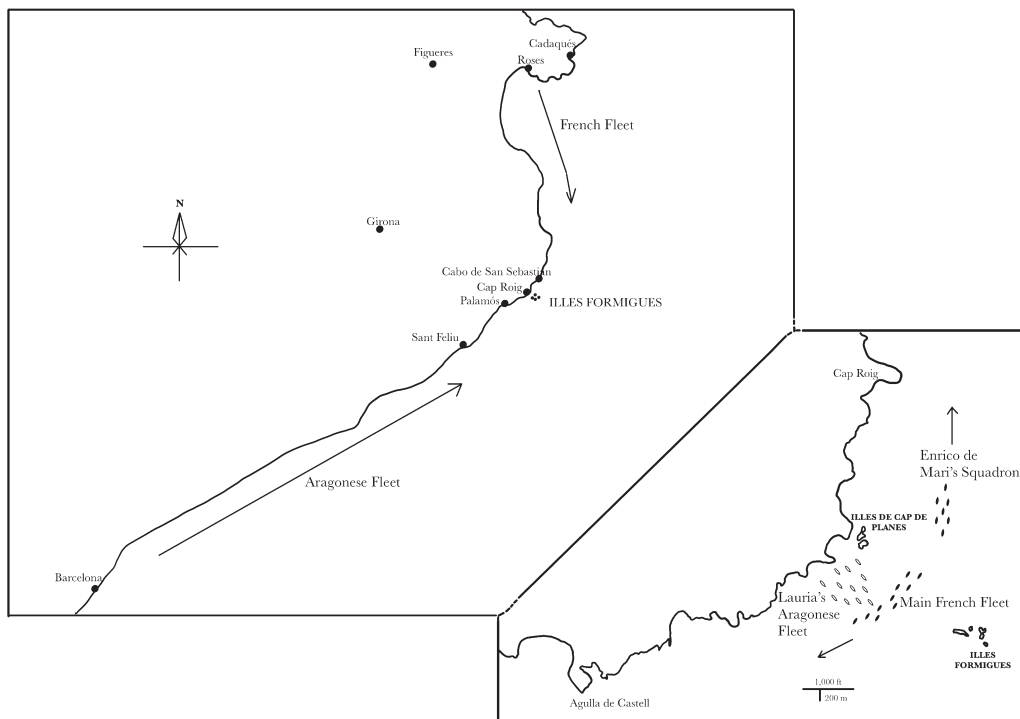 Cadaqués
Figueres
Roses
French Fleet
N
Girona
Cabo de San Sebastián
Cap Roig
Palamós
ILLES FORMIGUES
Sant Feliu
Aragonese Fleet
Barcelona
Cap Roig
Enrico de
Mari's Squadron
ILLES DE CAP DE
PLANES
Lauria's
Aragonese
Fleet
Main French Fleet
ILLES
FORMIGUES
1,000 ft
200 m
Agulla de Castell